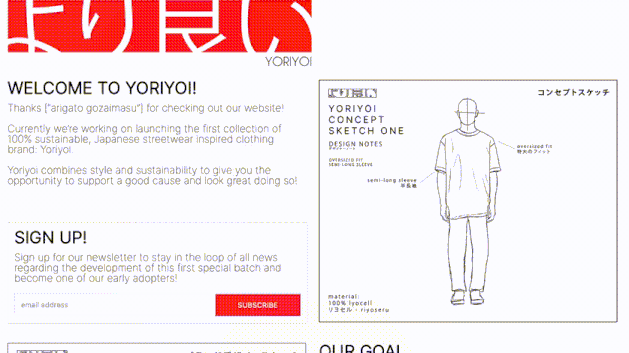 より良い
YORIYOI
WELCOME TO YORIYOI!
Thanks ["arigato gozaimasu"] for checking out our website!
Currently we're working on launching the first collection of
100% sustainable, Japanese streetwear inspired clothing
brand: Yoriyoi.
Yoriyoi combines style and sustainability to give you the
opportunity to support a good cause and look great doing so!
SIGN UP!
Sign up for our newsletter to stay in the loop of all news
regarding the development of this first special batch and
become one of our early adopters!
email address
SUBSCRIBE
より良い
コンセプトスケッチ
YORIYOI
CONCEPT
SKETCH ONE
DESIGN NOTES
OVERSIZED FIT
SEMI-LONG SLEEVE
oversized fit
特大のフィット
semi-long sleeve
半長袖
material:
100% lyocell
リヨセル - riyoseru
OUR GOAL